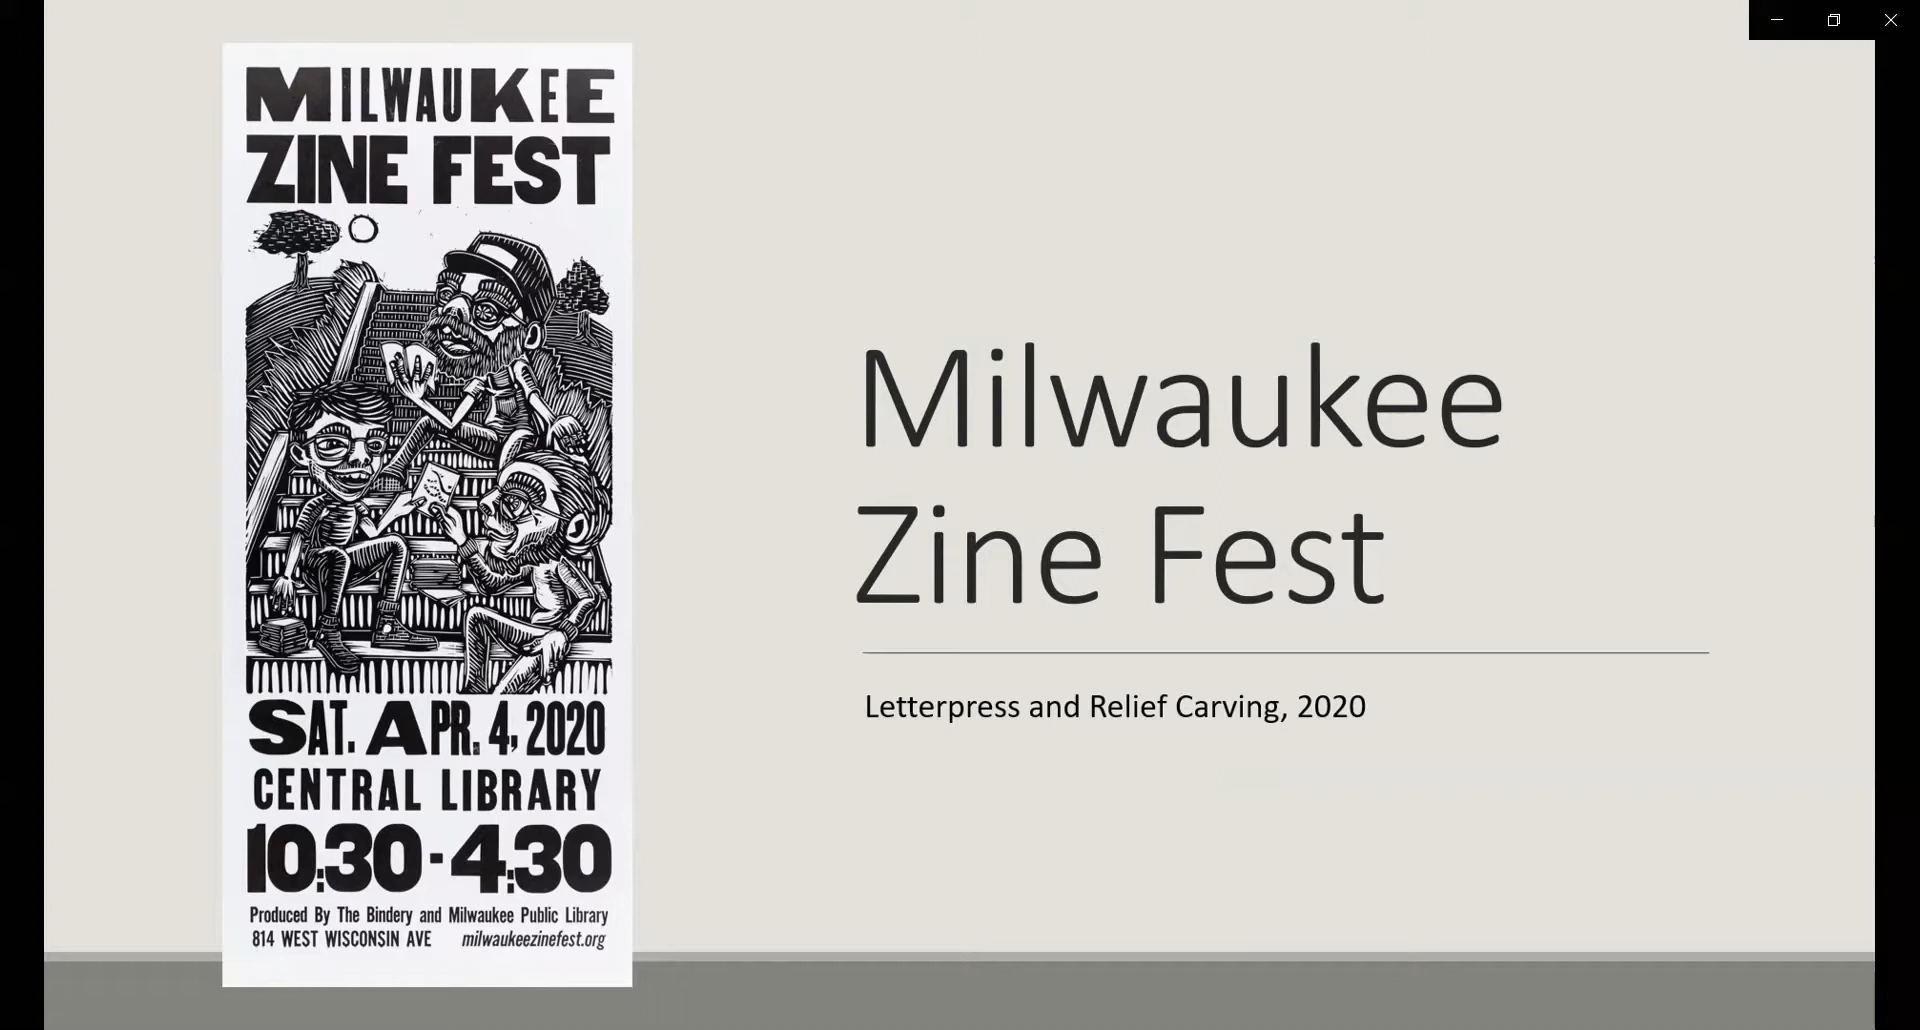 MILWAUKEE
ZINE FEST
SAT. APR. 4, 2020
CENTRAL LIBRARY
10:30 - 4:30
Produced By The Bindery and Milwaukee Public Library
814 WEST WISCONSIN AVE milwaukeezinefest.org
Milwaukee
Zine Fest
Letterpress and Relief Carving, 2020